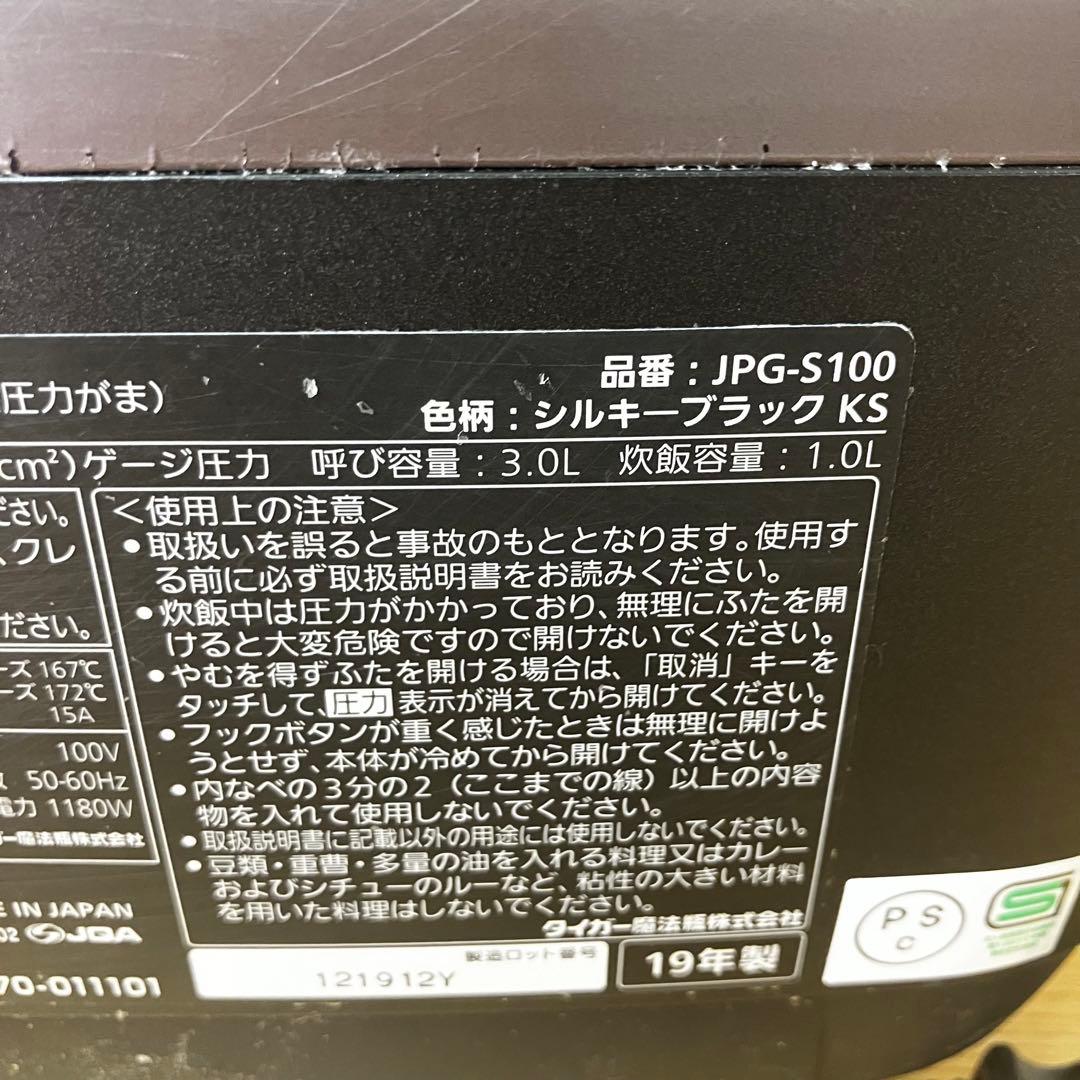 品番：JPG-S100
圧力がま）
色柄：シルキーブラック KS
cm²)ゲージ圧力 呼び容量：3.0L 炊飯容量：1.0L
ださい。
、クレ
ださい。
ーズ 167℃
ーズ 172℃
15A
100V
50-60Hz
電力 1180W
ガー魔法瓶株式会社
＜使用上の注意＞
●取扱いを誤ると事故のもととなります。使用す
る前に必ず取扱説明書をお読みください。
●炊飯中は圧力がかかっており、無理にふたを開
けると大変危険ですので開けないでください。
●やむを得ずふたを開ける場合は、「取消」キーを
タッチして、圧力表示が消えてから開けてください。
●フックボタンが重く感じたときは無理に開けよ
うとせず、本体が冷めてから開けてください。
●内なべの3分の2（ここまでの線）以上の内容
物を入れて使用しないでください。
●取扱説明書に記載以外の用途には使用しないでください。
●豆類・重曹・多量の油を入れる料理又はカレー
およびシチューのルーなど、粘性の大きい材料
を用いた料理はしないでください。
タイガー魔法瓶株式会社
E IN JAPAN
02 JQA
70-011101
製造ロット番号
121912Y
19年製
PS
C
S